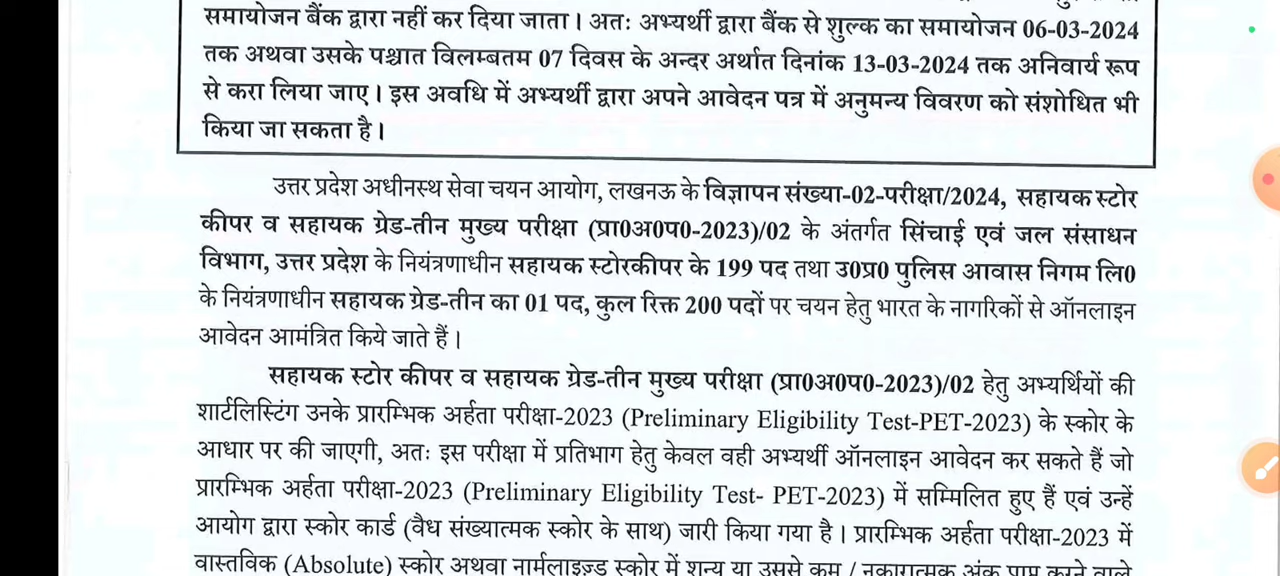 समायोजन बैंक द्वारा नहीं कर दिया जाता। अतः अभ्यर्थी द्वारा बैंक से शुल्क का समायोजन 06-03-2024
तक अथवा उसके पश्चात विलम्बतम 07 दिवस के अन्दर अर्थात दिनांक 13-03-2024 तक अनिवार्य रूप
से करा लिया जाए। इस अवधि में अभ्यर्थी द्वारा अपने आवेदन पत्र में अनुमन्य विवरण को संशोधित भी
किया जा सकता है।
उत्तर प्रदेश अधीनस्थ सेवा चयन आयोग, लखनऊ के विज्ञापन संख्या-02-परीक्षा/2024, सहायक स्टोर
कीपर व सहायक ग्रेड-तीन मुख्य परीक्षा (प्रा0अ0प0-2023)/02 के अंतर्गत सिंचाई एवं जल संसाधन
विभाग, उत्तर प्रदेश के नियंत्रणाधीन सहायक स्टोरकीपर के 199 पद तथा उ0प्र0 पुलिस आवास निगम लि0
के नियंत्रणाधीन सहायक ग्रेड-तीन का 01 पद, कुल रिक्त 200 पदों पर चयन हेतु भारत के नागरिकों से ऑनलाइन
आवेदन आमंत्रित किये जाते हैं।
सहायक स्टोर कीपर व सहायक ग्रेड-तीन मुख्य परीक्षा (प्रा0अ0प0-2023)/02 हेतु अभ्यर्थियों की
शार्टलिस्टिंग उनके प्रारम्भिक अर्हता परीक्षा-2023 (Preliminary Eligibility Test-PET-2023) के स्कोर के
आधार पर की जाएगी, अतः इस परीक्षा में प्रतिभाग हेतु केवल वही अभ्यर्थी ऑनलाइन आवेदन कर सकते हैं जो
प्रारम्भिक अर्हता परीक्षा-2023 (Preliminary Eligibility Test- PET-2023) में सम्मिलित हुए हैं एवं उन्हें
आयोग द्वारा स्कोर कार्ड (वैध संख्यात्मक स्कोर के साथ) जारी किया गया है। प्रारम्भिक अर्हता परीक्षा-2023 में
वास्तविक (Absolute) स्कोर अथवा नार्मलाइज्ड स्कोर में शून्य या उससे कम / नकारात्मक अंक प्राप्त करने वाले